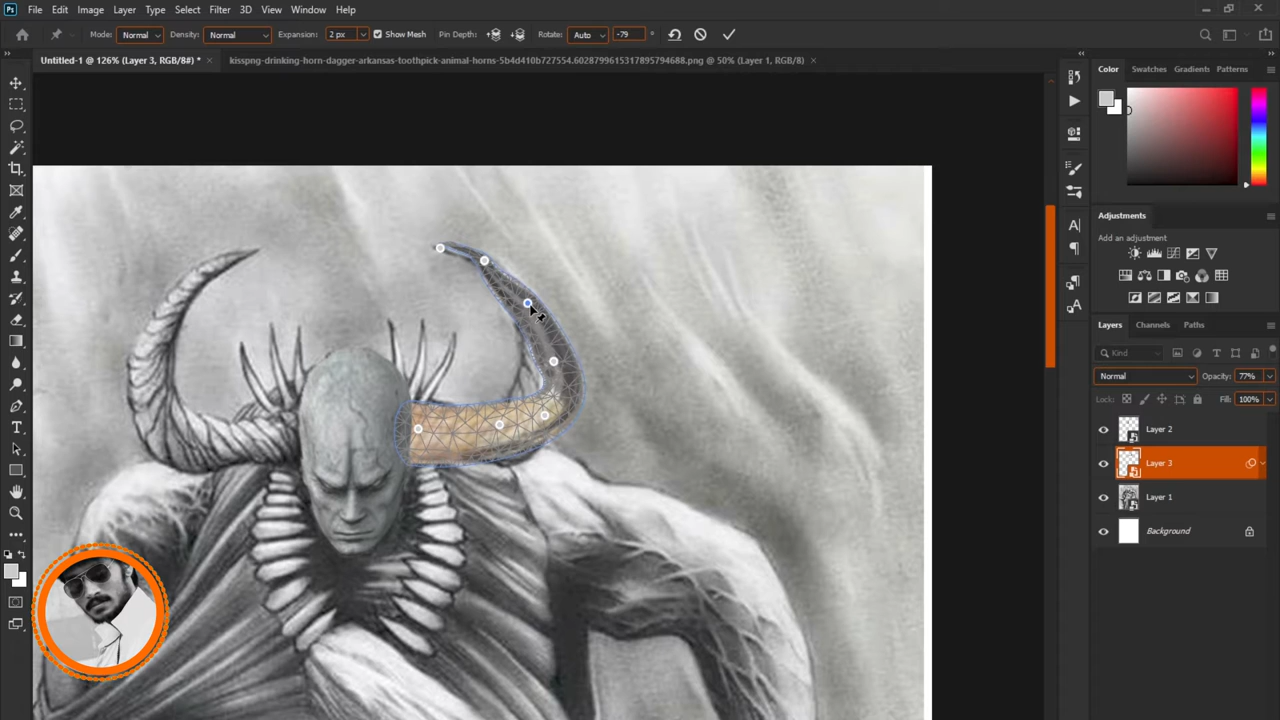 Ps File Edit Image Layer Type Select Filter 3D View Window Help
Mode: Normal Density: Normal Expansion: 2 px Show Mesh Pin Depth: Rotate: Auto -79 °
Untitled-1 @ 126% (Layer 3, RGB/8#) * × kisspng-drinking-horn-dagger-arkansas-toothpick-animal-horns-5b4d410b727554.6028799615317895794688.png @ 50% (Layer 1, RGB/8) ×
Color Swatches Gradients Patterns
Adjustments
Add an adjustment
Layers Channels Paths
Kind
Normal Opacity: 77%
Lock: Fill: 100%
Layer 2
Layer 3
Layer 1
Background